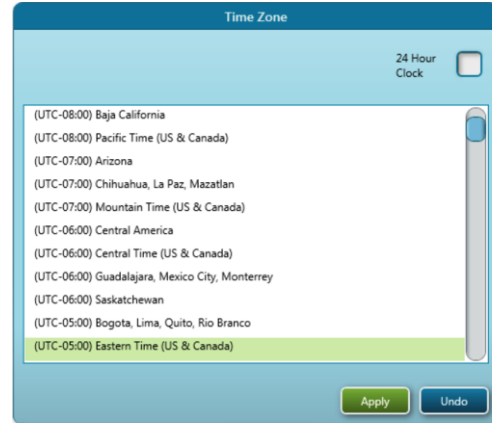 Time Zone
24 Hour
Clock
(UTC-08:00) Baja California
(UTC-08:00) Pacific Time (US & Canada)
(UTC-07:00) Arizona
(UTC-07:00) Chihuahua, La Paz, Mazatlan
(UTC-07:00) Mountain Time (US & Canada)
(UTC-06:00) Central America
(UTC-06:00) Central Time (US & Canada)
(UTC-06:00) Guadalajara, Mexico City, Monterrey
(UTC-06:00) Saskatchewan
(UTC-05:00) Bogota, Lima, Quito, Rio Branco
(UTC-05:00) Eastern Time (US & Canada)
Apply Undo